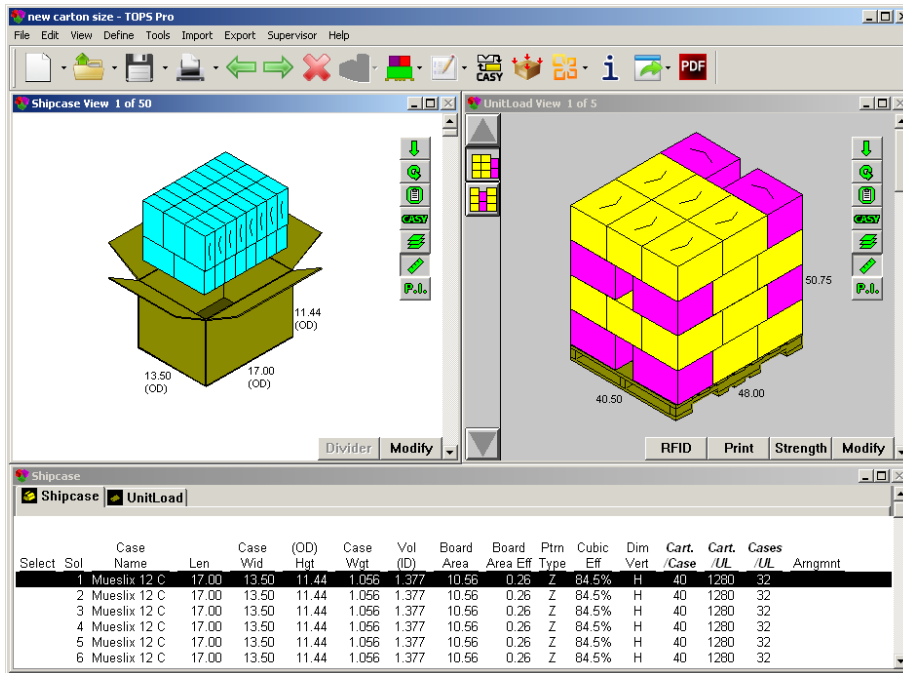 new carton size - TOPS Pro
File Edit View Define Tools Import Export Supervisor Help
CASY PDF
Shipcase View 1 of 50
UnitLoad View 1 of 5
CASY
P.I.
11.44
(OD)
17.00
(OD)
13.50
(OD)
Divider Modify
CASY
P.I.
50.75
48.00
40.50
RFID Print Strength Modify
Shipcase
Shipcase UnitLoad
Case Case (OD) Case Vol Board Board Ptrn Cubic Dim Cart. Cart. Cases
Select Sol Name Len Wid Hgt Wgt (ID) Area Area Eff Type Eff Vert /Case /UL /UL Arngmnt
1 Mueslix 12 C 17.00 13.50 11.44 1.056 1.377 10.56 0.26 Z 84.5% H 40 1280 32
2 Mueslix 12 C 17.00 13.50 11.44 1.056 1.377 10.56 0.26 Z 84.5% H 40 1280 32
3 Mueslix 12 C 17.00 13.50 11.44 1.056 1.377 10.56 0.26 Z 84.5% H 40 1280 32
4 Mueslix 12 C 17.00 13.50 11.44 1.056 1.377 10.56 0.26 Z 84.5% H 40 1280 32
5 Mueslix 12 C 17.00 13.50 11.44 1.056 1.377 10.56 0.26 Z 84.5% H 40 1280 32
6 Mueslix 12 C 17.00 13.50 11.44 1.056 1.377 10.56 0.26 Z 84.5% H 40 1280 32